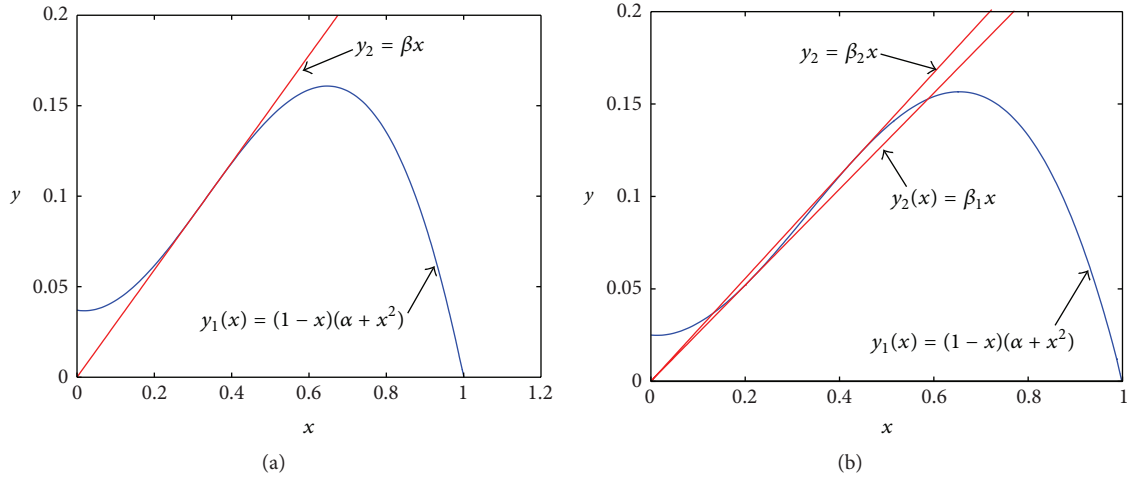 0.2
0.15
0.1
0.05
0
y
0
0.2
0.4
0.6
0.8
1
1.2
x
y₂ = βx
y₁(x) = (1 − x)(α + x²)
(a)
0.2
0.15
0.1
0.05
0
y
0
0.2
0.4
0.6
0.8
1
x
y₂ = β₂x
y₂(x) = β₁x
y₁(x) = (1 − x)(α + x²)
(b)